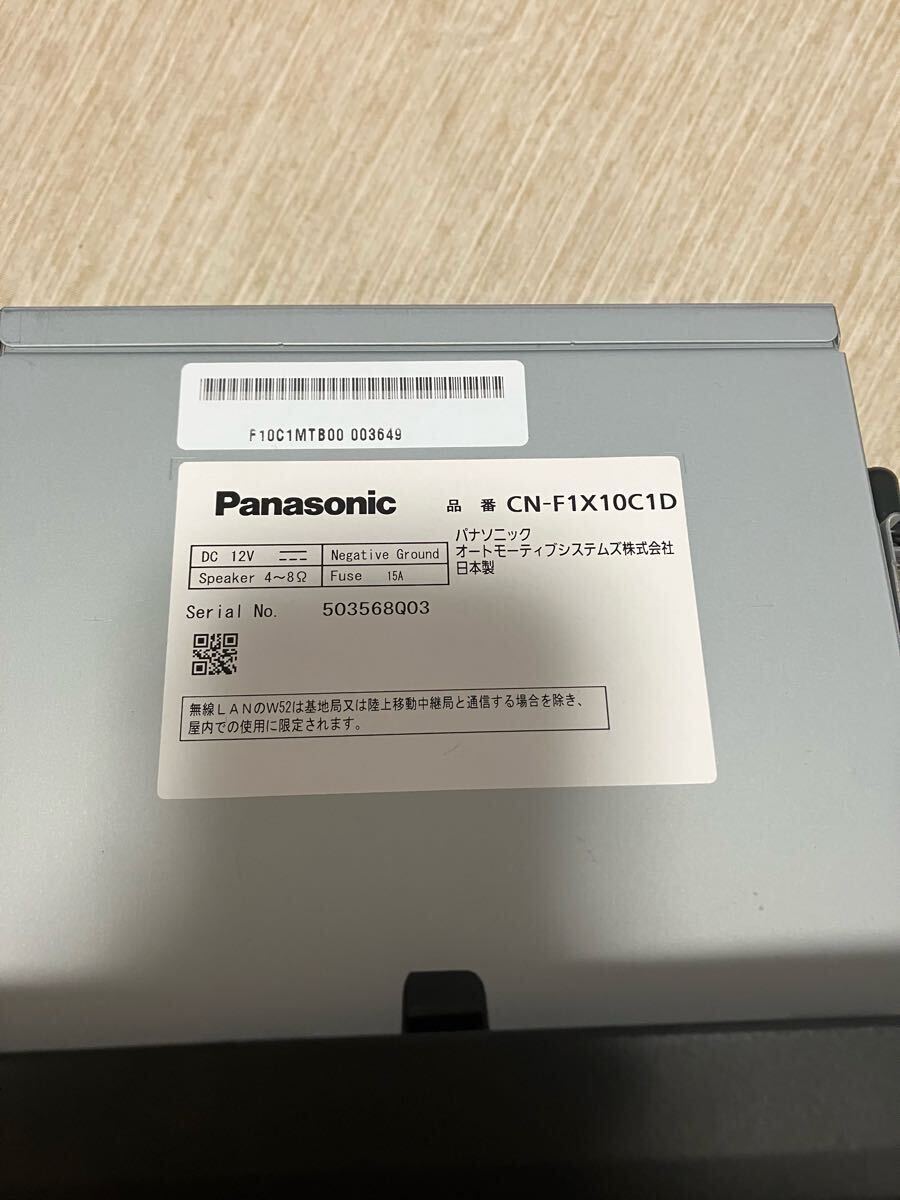 F10C1MTB00 003649
Panasonic 品 番 CN-F1X10C1D
パナソニック
オートモーティブシステムズ株式会社
日本製
DC 12V Negative Ground
Speaker 4～8Ω Fuse 15A
Serial No. 503568Q03
無線LANのW52は基地局又は陸上移動中継局と通信する場合を除き、
屋内での使用に限定されます。